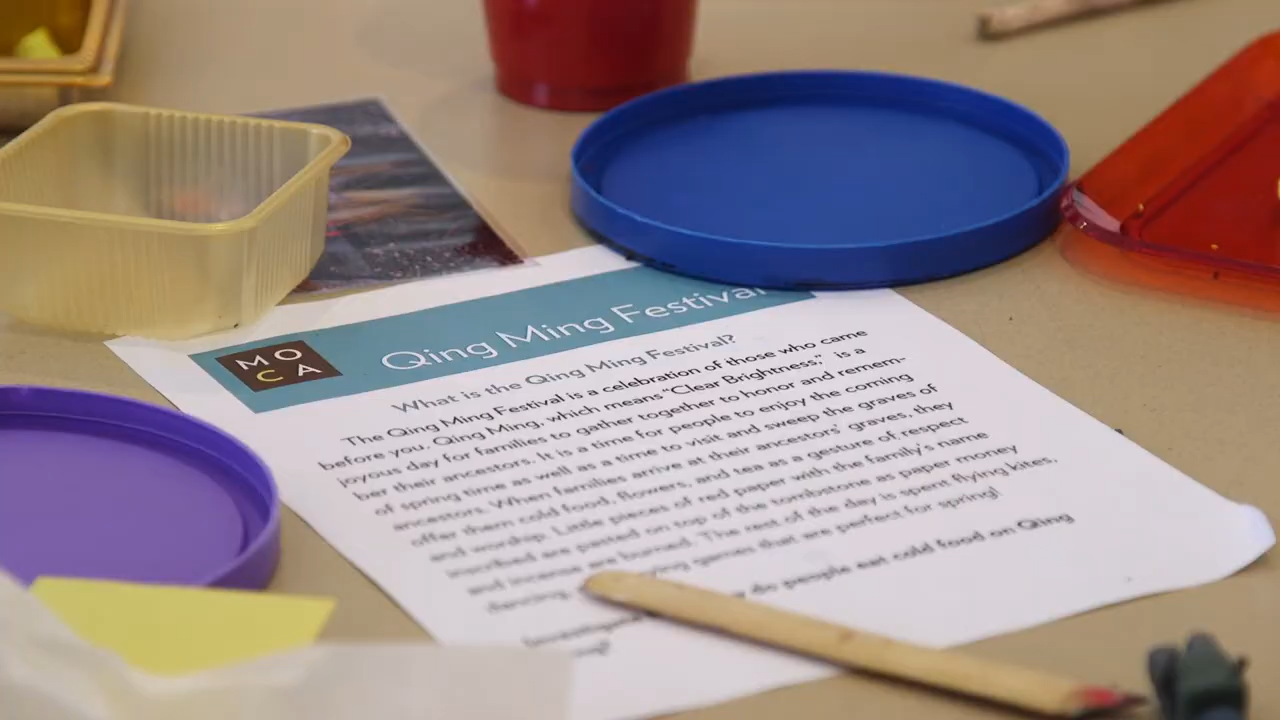 MO
CA
Qing Ming Festival
What is the Qing Ming Festival?
The Qing Ming Festival is a celebration of those who came
before you. Qing Ming, which means “Clear Brightness,” is a
joyous day for families to gather together to honor and remem-
ber their ancestors. It is a time for people to enjoy the coming
of spring time as well as a time to visit and sweep the graves of
ancestors. When families arrive at their ancestors' graves, they
offer them cold food, flowers, and tea as a gesture of respect
and worship. Little pieces of red paper with the family's name
inscribed are pasted on top of the tombstone as paper money
and incense are burned. The rest of the day is spent flying kites,
dancing, games that are perfect for spring!
do people eat cold food on Qing